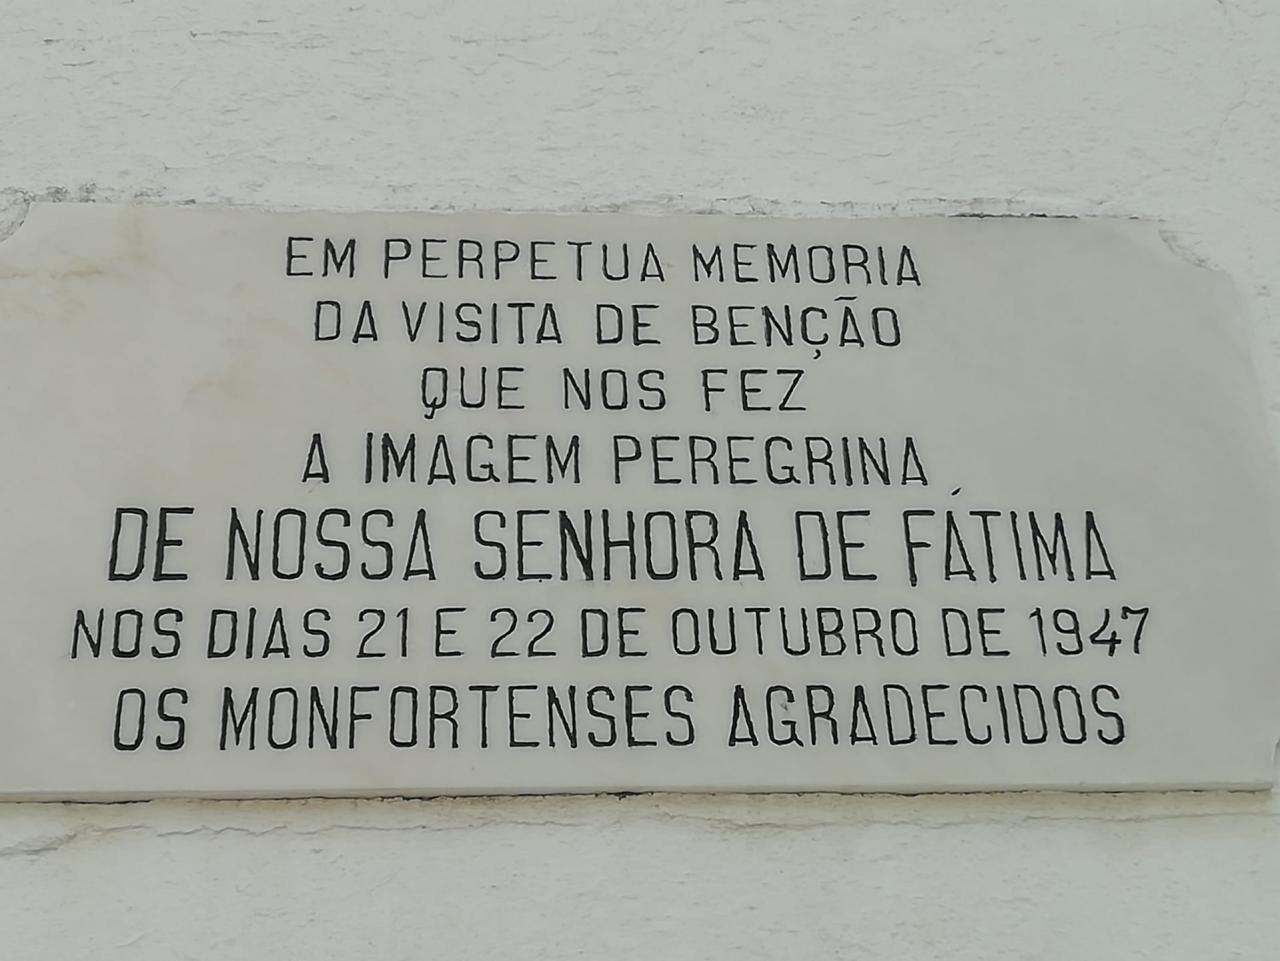 EM PERPETUA MEMORIA
DA VISITA DE BENÇÃO
QUE NOS FEZ
A IMAGEM PEREGRINA
DE NOSSA SENHORA DE FÁTIMA
NOS DIAS 21 E 22 DE OUTUBRO DE 1947
OS MONFORTENSES AGRADECIDOS